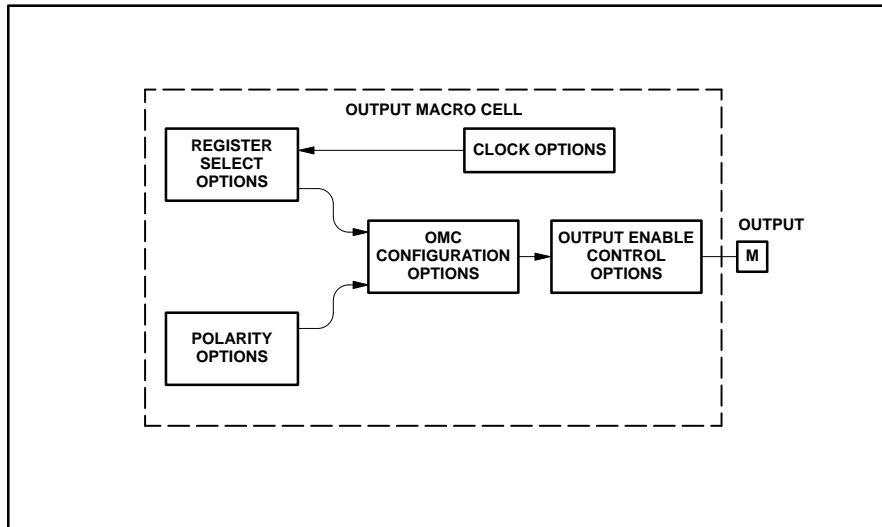 OUTPUT MACRO CELL
REGISTER
SELECT
OPTIONS
CLOCK OPTIONS
OMC
CONFIGURATION
OPTIONS
OUTPUT ENABLE
CONTROL
OPTIONS
OUTPUT
M
POLARITY
OPTIONS